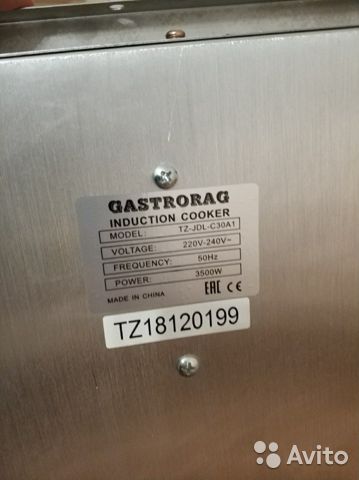 GASTRORAG
INDUCTION COOKER
MODEL: TZ-JDL-C30A1
VOLTAGE: 220V-240V~
FREQUENCY: 50Hz
POWER: 3500W
MADE IN CHINA EAC CE
TZ18120199
Avito